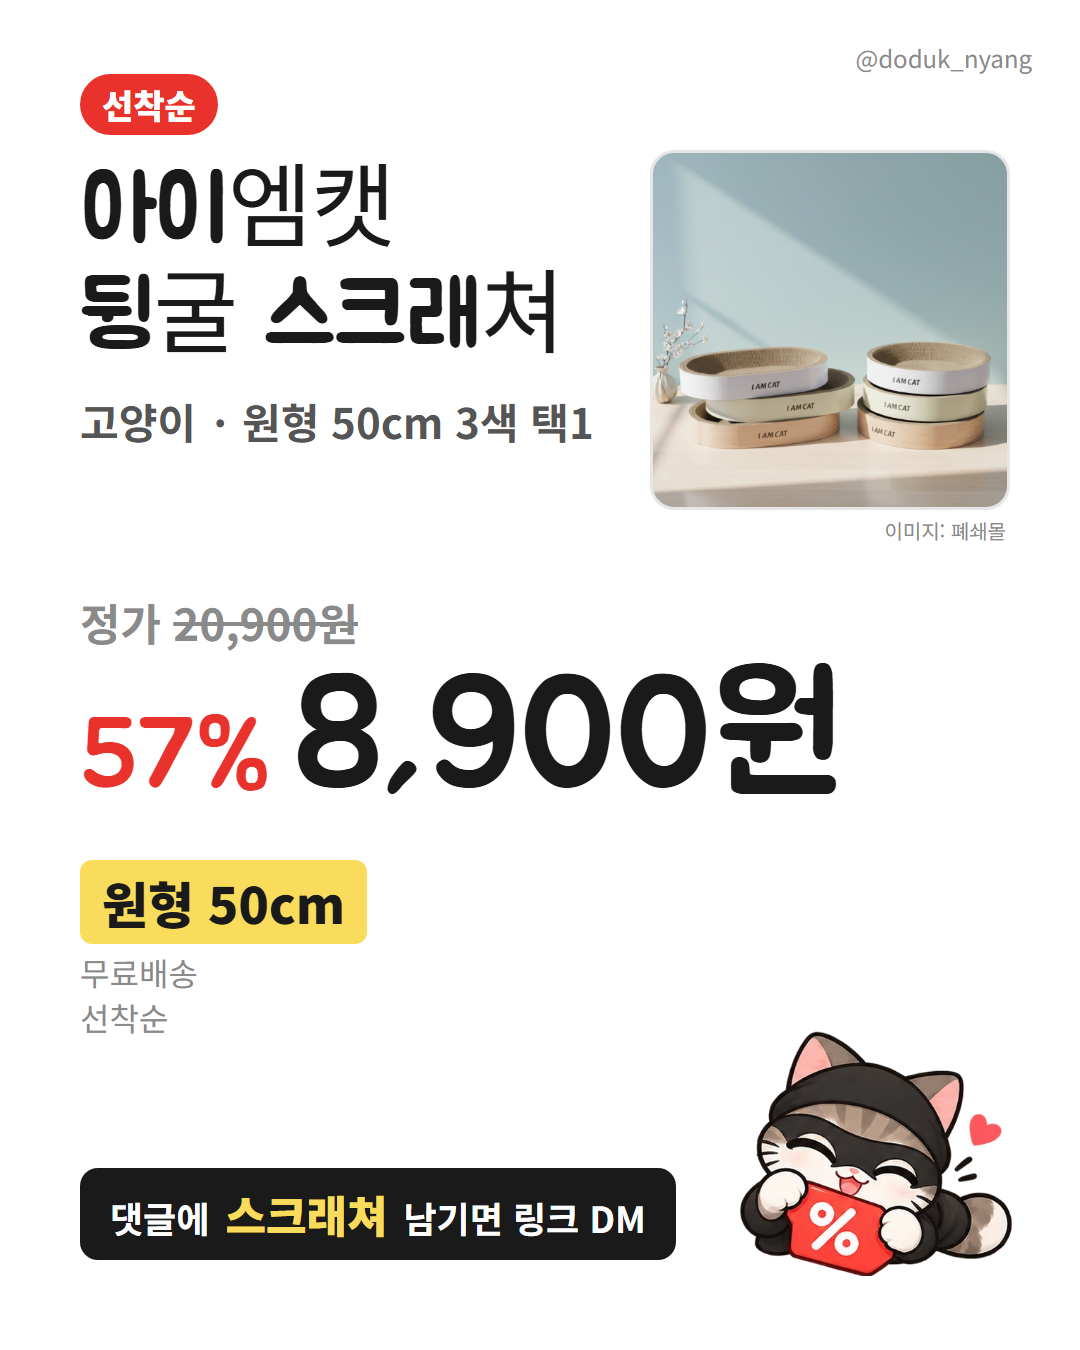 @doduk_nyang
선착순
아이엠캣
뒹굴 스크래쳐
고양이 · 원형 50cm 3색 택1
I AM CAT
I AM CAT
I AM CAT
I AM CAT
I AM CAT
I AM CAT
이미지: 폐쇄몰
정가 20,900원
57% 8,900원
원형 50cm
무료배송
선착순
댓글에 스크래쳐 남기면 링크 DM
%